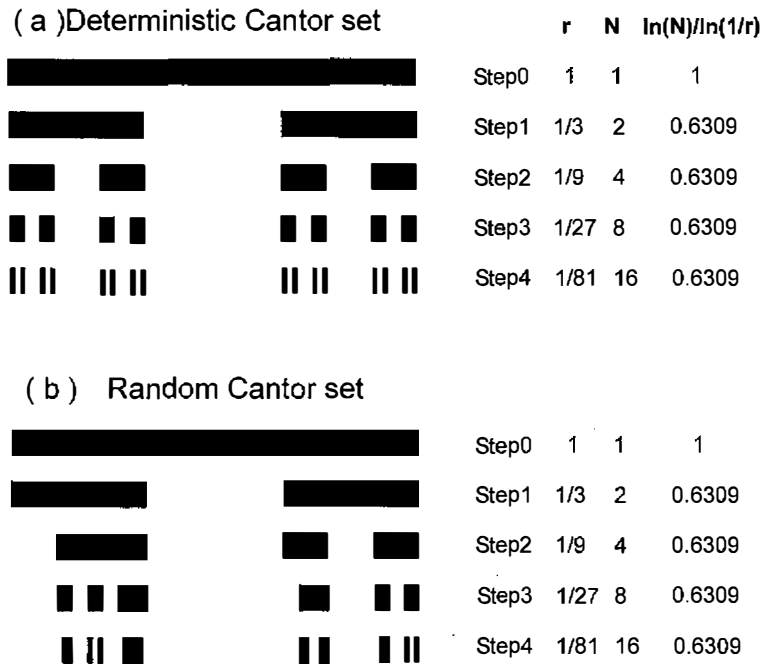 ( a )Deterministic Cantor set
r N ln(N)/ln(1/r)
Step0 1 1 1
Step1 1/3 2 0.6309
Step2 1/9 4 0.6309
Step3 1/27 8 0.6309
Step4 1/81 16 0.6309
( b ) Random Cantor set
Step0 1 1 1
Step1 1/3 2 0.6309
Step2 1/9 4 0.6309
Step3 1/27 8 0.6309
Step4 1/81 16 0.6309